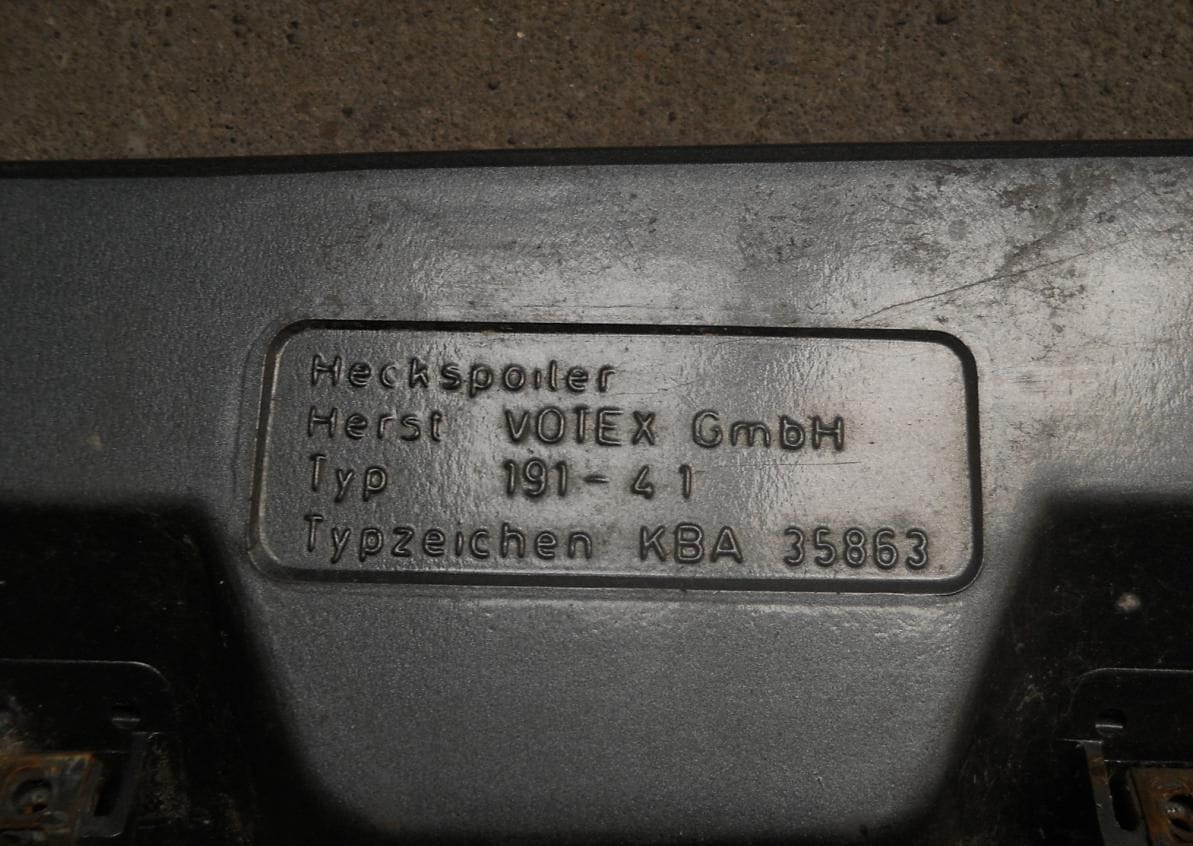 Heckspoiler
Herst VOTEX GmbH
Typ 191-41
Typzeichen KBA 35863